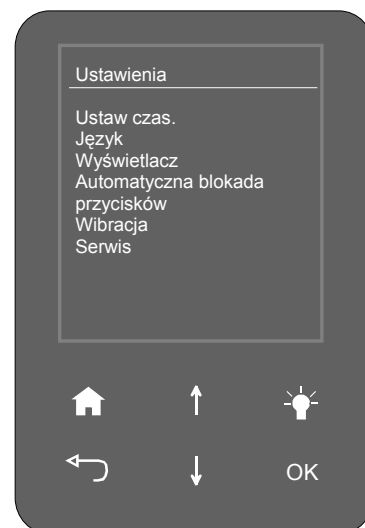 Ustawienia
Ustaw czas.
Język
Wyświetlacz
Automatyczna blokada
przycisków
Wibracja
Serwis
OK